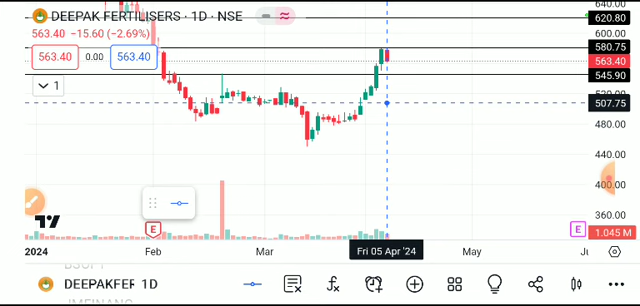 DEEPAK FERTILISERS · 1D · NSE
563.40 −15.60 (−2.69%)
563.40 0.00 563.40
1
640.00
620.80
600.00
580.75
563.40
545.90
520.00
507.75
480.00
440.00
400.00
360.00
1.045 M
E
E
2024 Feb Mar Fri 05 Apr '24 May
DEEPAKFER 1D
JMFINANCIL